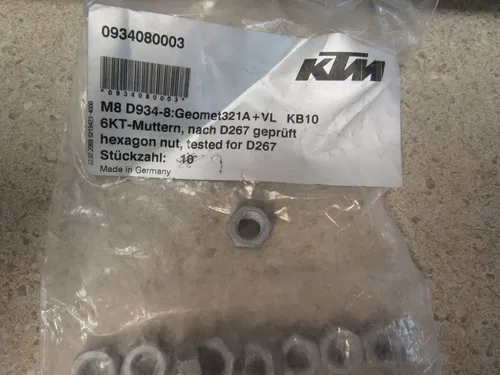 0934080003
KTM
*0934080003*
M8 D934-8:Geomet321A+VL KB10
6KT-Muttern, nach D267 geprüft
hexagon nut, tested for D267
Stückzahl: 10
Made in Germany